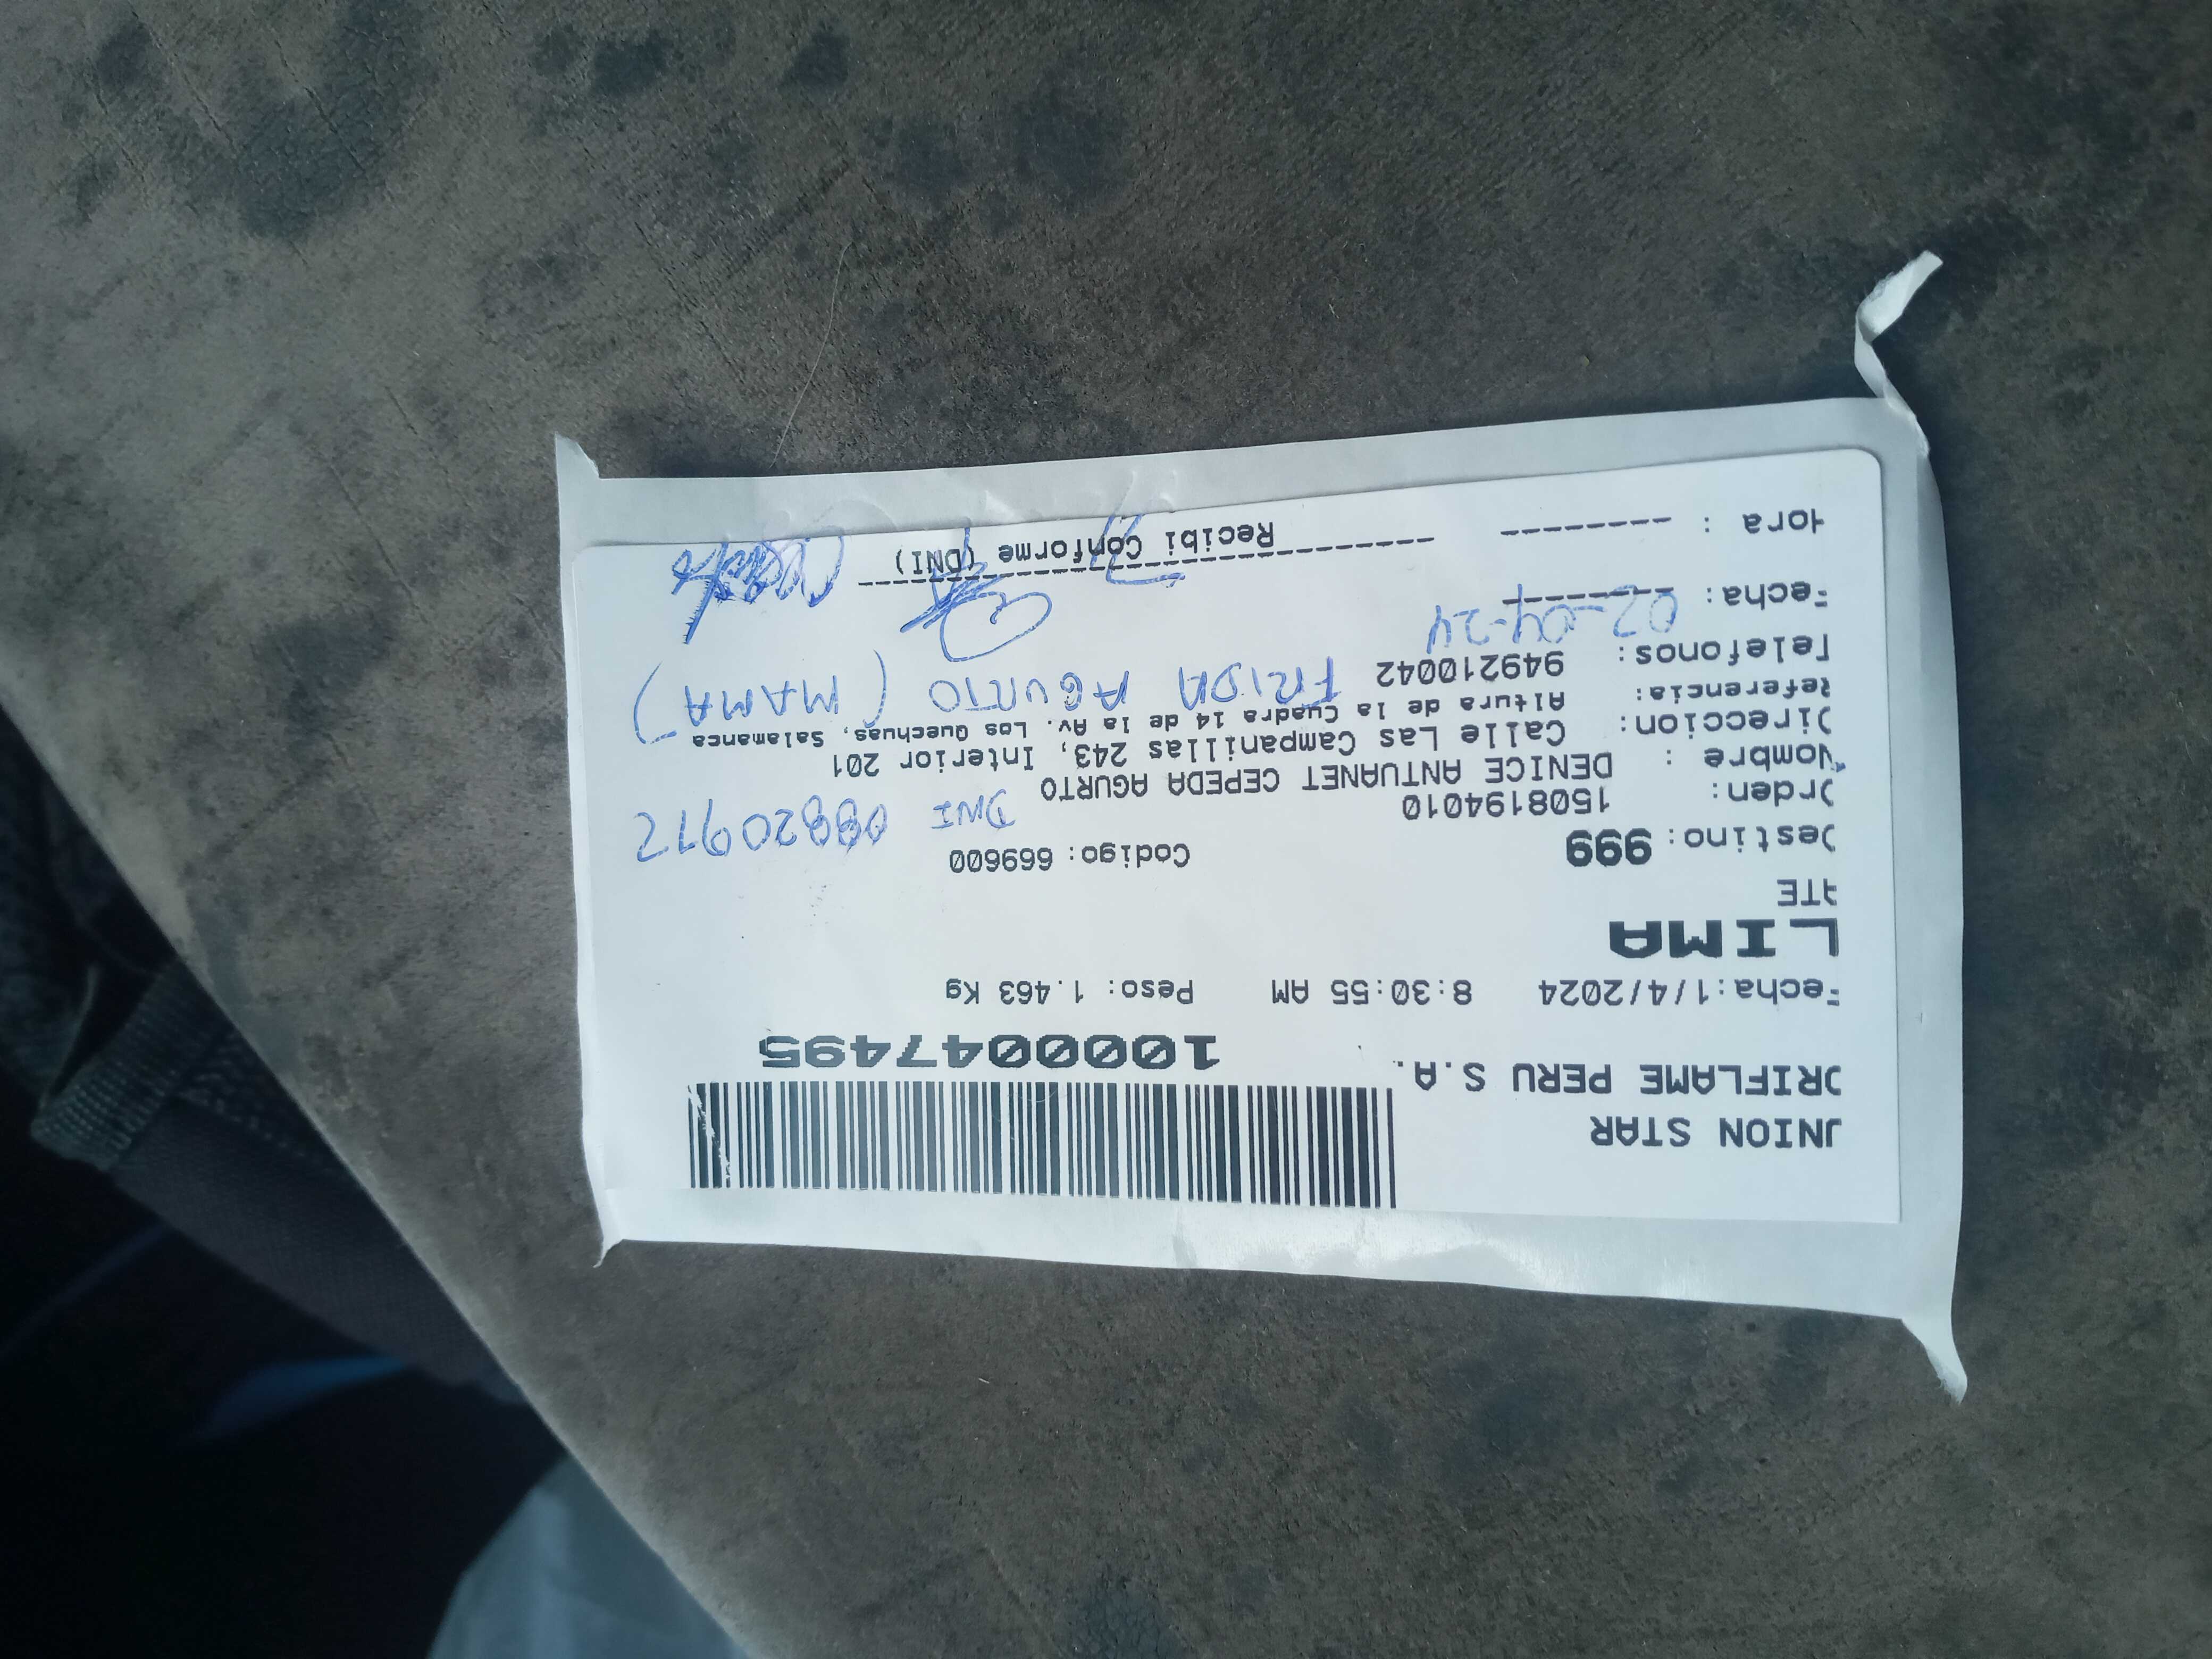 UNION STAR
ORIFLAME PERU S.A.
1000047495
Fecha:1/4/2024 8:30:55 AM Peso: 1.463 Kg
LIMA
ATE
Destino: 999 Codigo: 669600
Orden: 1508194010 DNI 08820972
Nombre : DENICE ANTUANET CEPEDA AGURTO
Direccion: Calle Las Campanillas 243, Interior 201
Referencia: Altura de la Cuadra 14 de la Av. Los Quechuas, Salamanca
Telefonos: 949210042 FRIDA AGURTO (MAMA)
Fecha: 02-04-24
Hora :
Recibi Conforme (DNI)